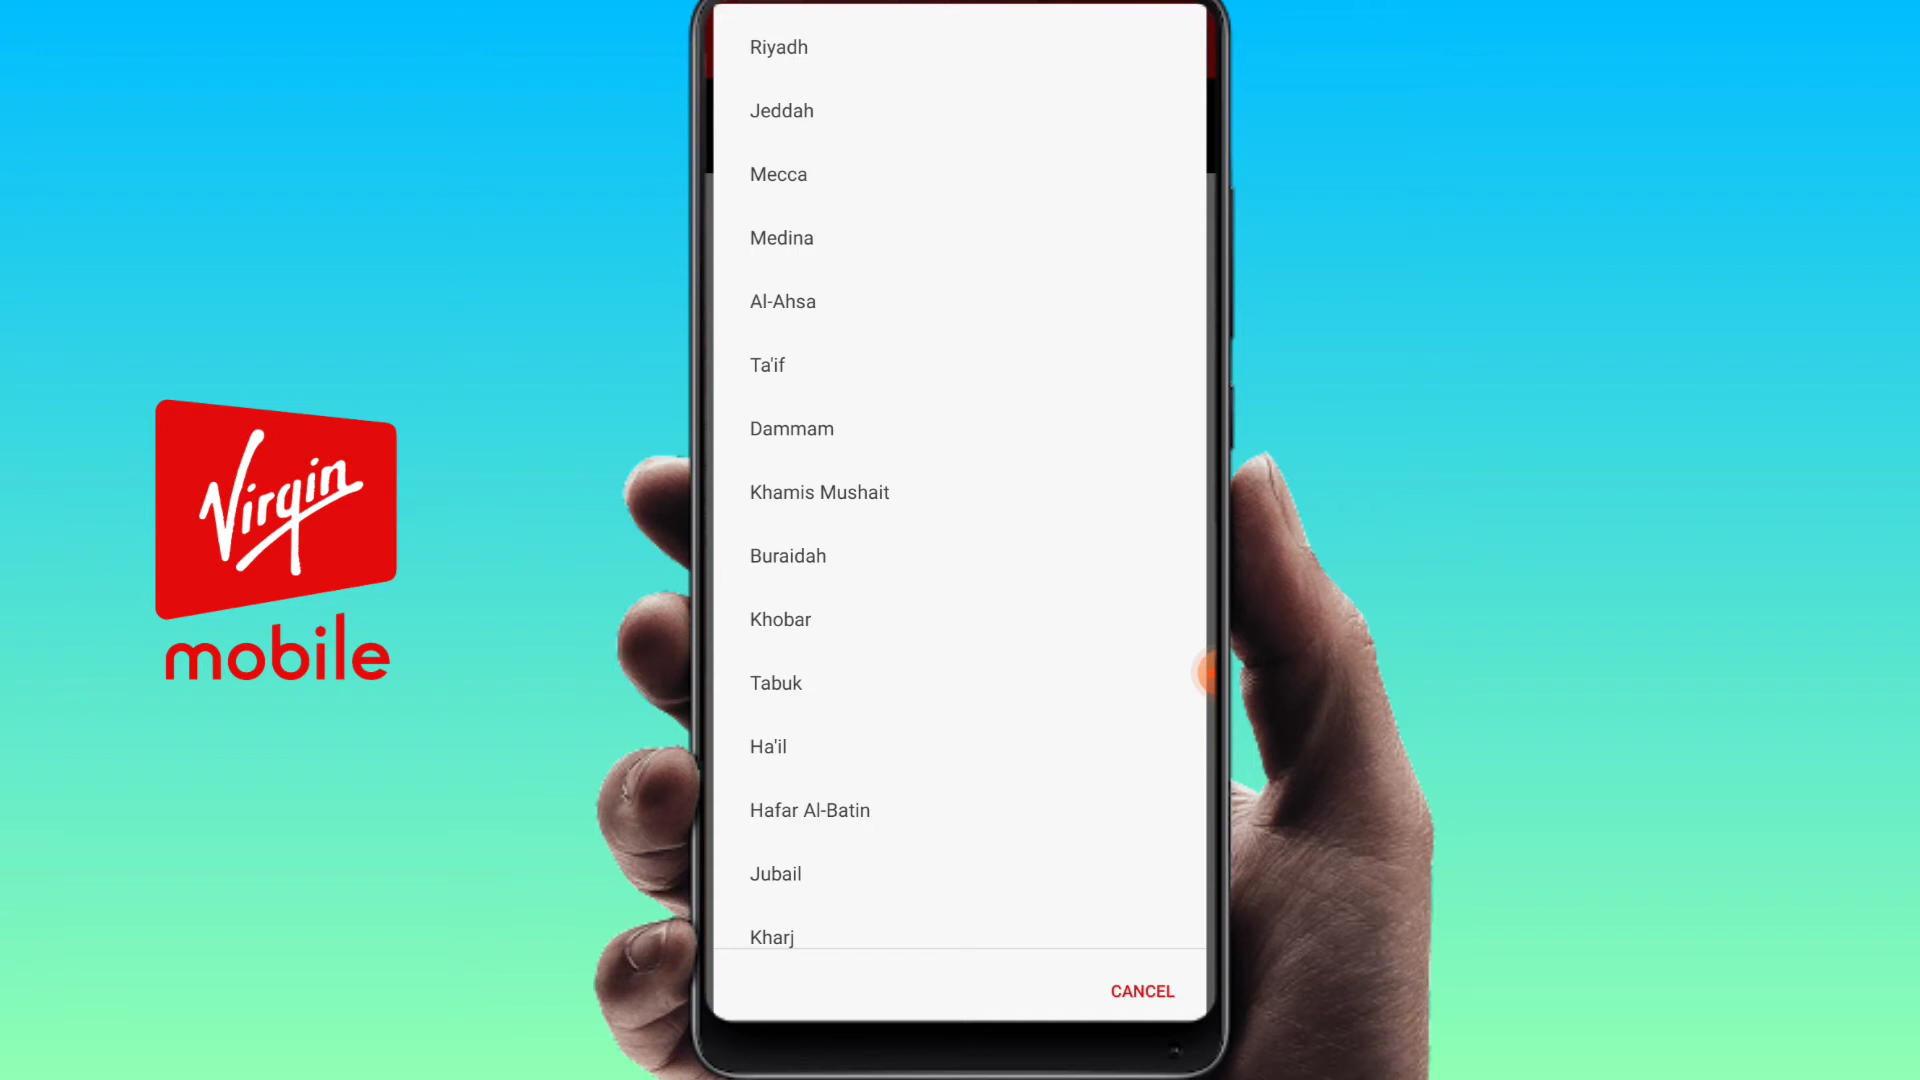 Virgin
mobile
Riyadh
Jeddah
Mecca
Medina
Al-Ahsa
Ta'if
Dammam
Khamis Mushait
Buraidah
Khobar
Tabuk
Ha'il
Hafar Al-Batin
Jubail
Kharj
CANCEL